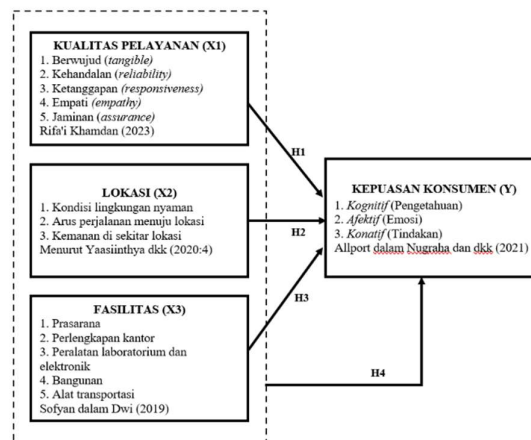 KUALITAS PELAYANAN (X1)
1. Berwujud (tangible)
2. Kehandalan (reliability)
3. Ketanggapan (responsiveness)
4. Empati (empathy)
5. Jaminan (assurance)
Rifa'i Khamdan (2023)
H1
LOKASI (X2)
1. Kondisi lingkungan nyaman
2. Arus perjalanan menuju lokasi
3. Kemanan di sekitar lokasi
Menurut Yaasiinthya dkk (2020:4)
H2
KEPUASAN KONSUMEN (Y)
1. Kognitif (Pengetahuan)
2. Afektif (Emosi)
3. Konatif (Tindakan)
Allport dalam Nugraha dan dkk (2021)
H3
FASILITAS (X3)
1. Prasarana
2. Perlengkapan kantor
3. Peralatan laboratorium dan
elektronik
4. Bangunan
5. Alat transportasi
Sofyan dalam Dwi (2019)
H4